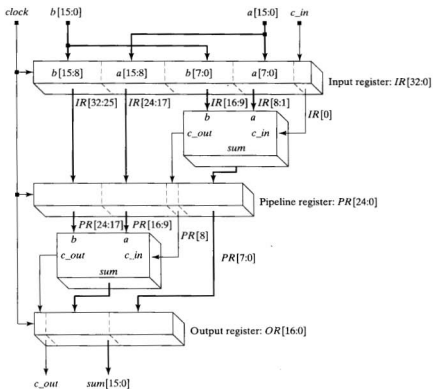 clock b[15:0] a[15:0] c_in
b[15:8] a[15:8] b[7:0] a[7:0]
Input register: IR[32:0]
IR[32:25] IR[24:17] IR[16:9] IR[8:1] IR[0]
b a
c_out c_in
sum
Pipeline register: PR[24:0]
PR[24:17] PR[16:9] PR[8] PR[7:0]
b a
c_out c_in
sum
Output register: OR[16:0]
c_out sum[15:0]